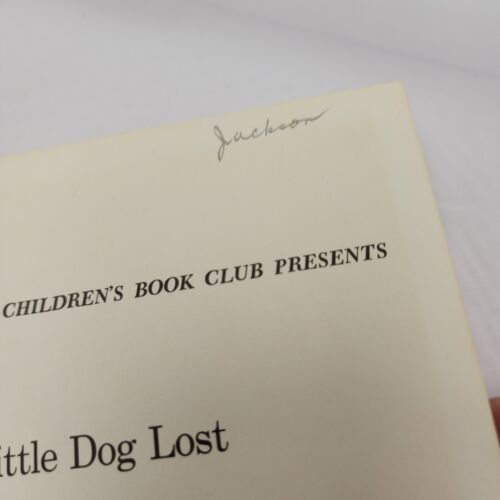 Jackson
CHILDREN'S BOOK CLUB PRESENTS
ittle Dog Lost